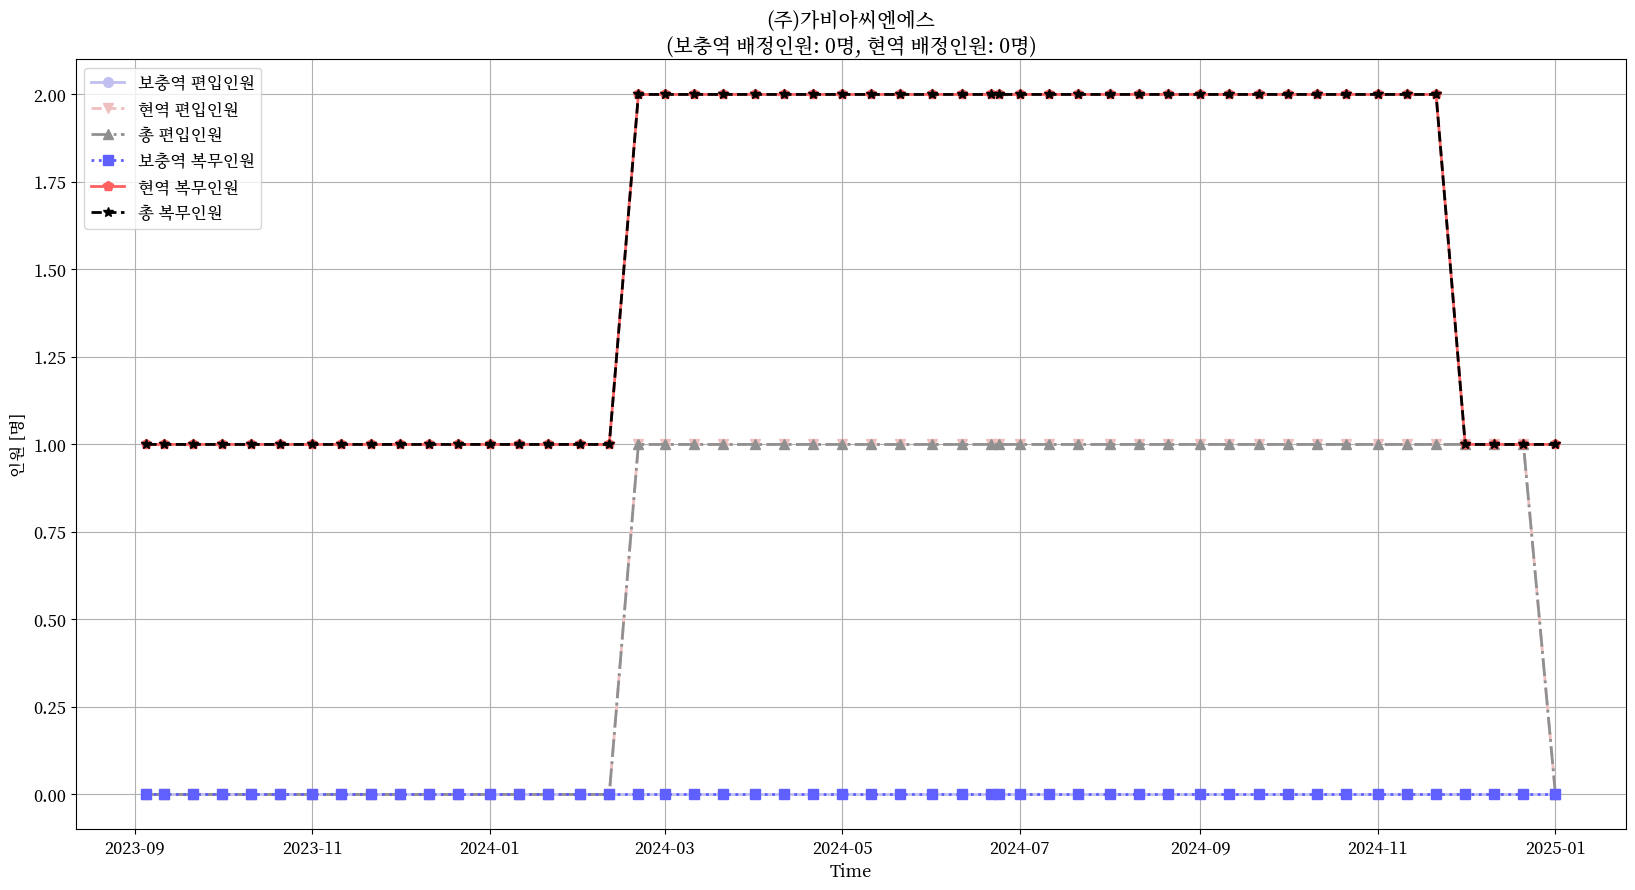 (주)가비아씨엔에스
(보충역 배정인원: 0명, 현역 배정인원: 0명)
보충역 편입인원
현역 편입인원
총 편입인원
보충역 복무인원
현역 복무인원
총 복무인원
인원 [명]
2.00
1.75
1.50
1.25
1.00
0.75
0.50
0.25
0.00
2023-09 2023-11 2024-01 2024-03 2024-05 2024-07 2024-09 2024-11 2025-01
Time